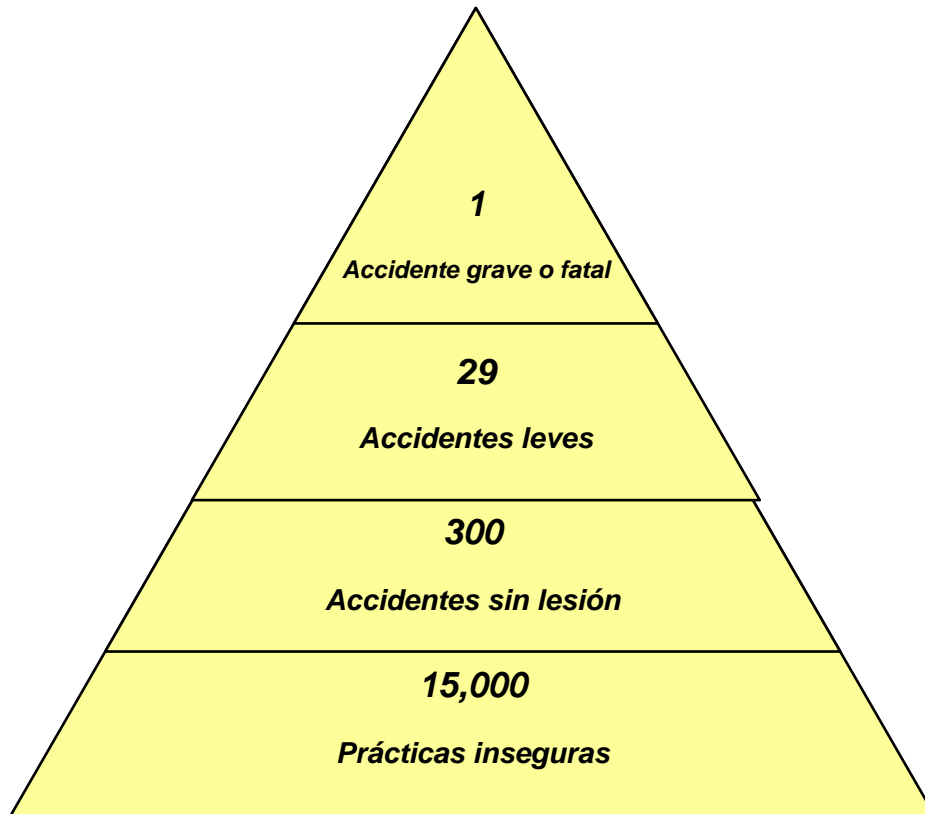 1
Accidente grave o fatal
29
Accidentes leves
300
Accidentes sin lesión
15,000
Prácticas inseguras